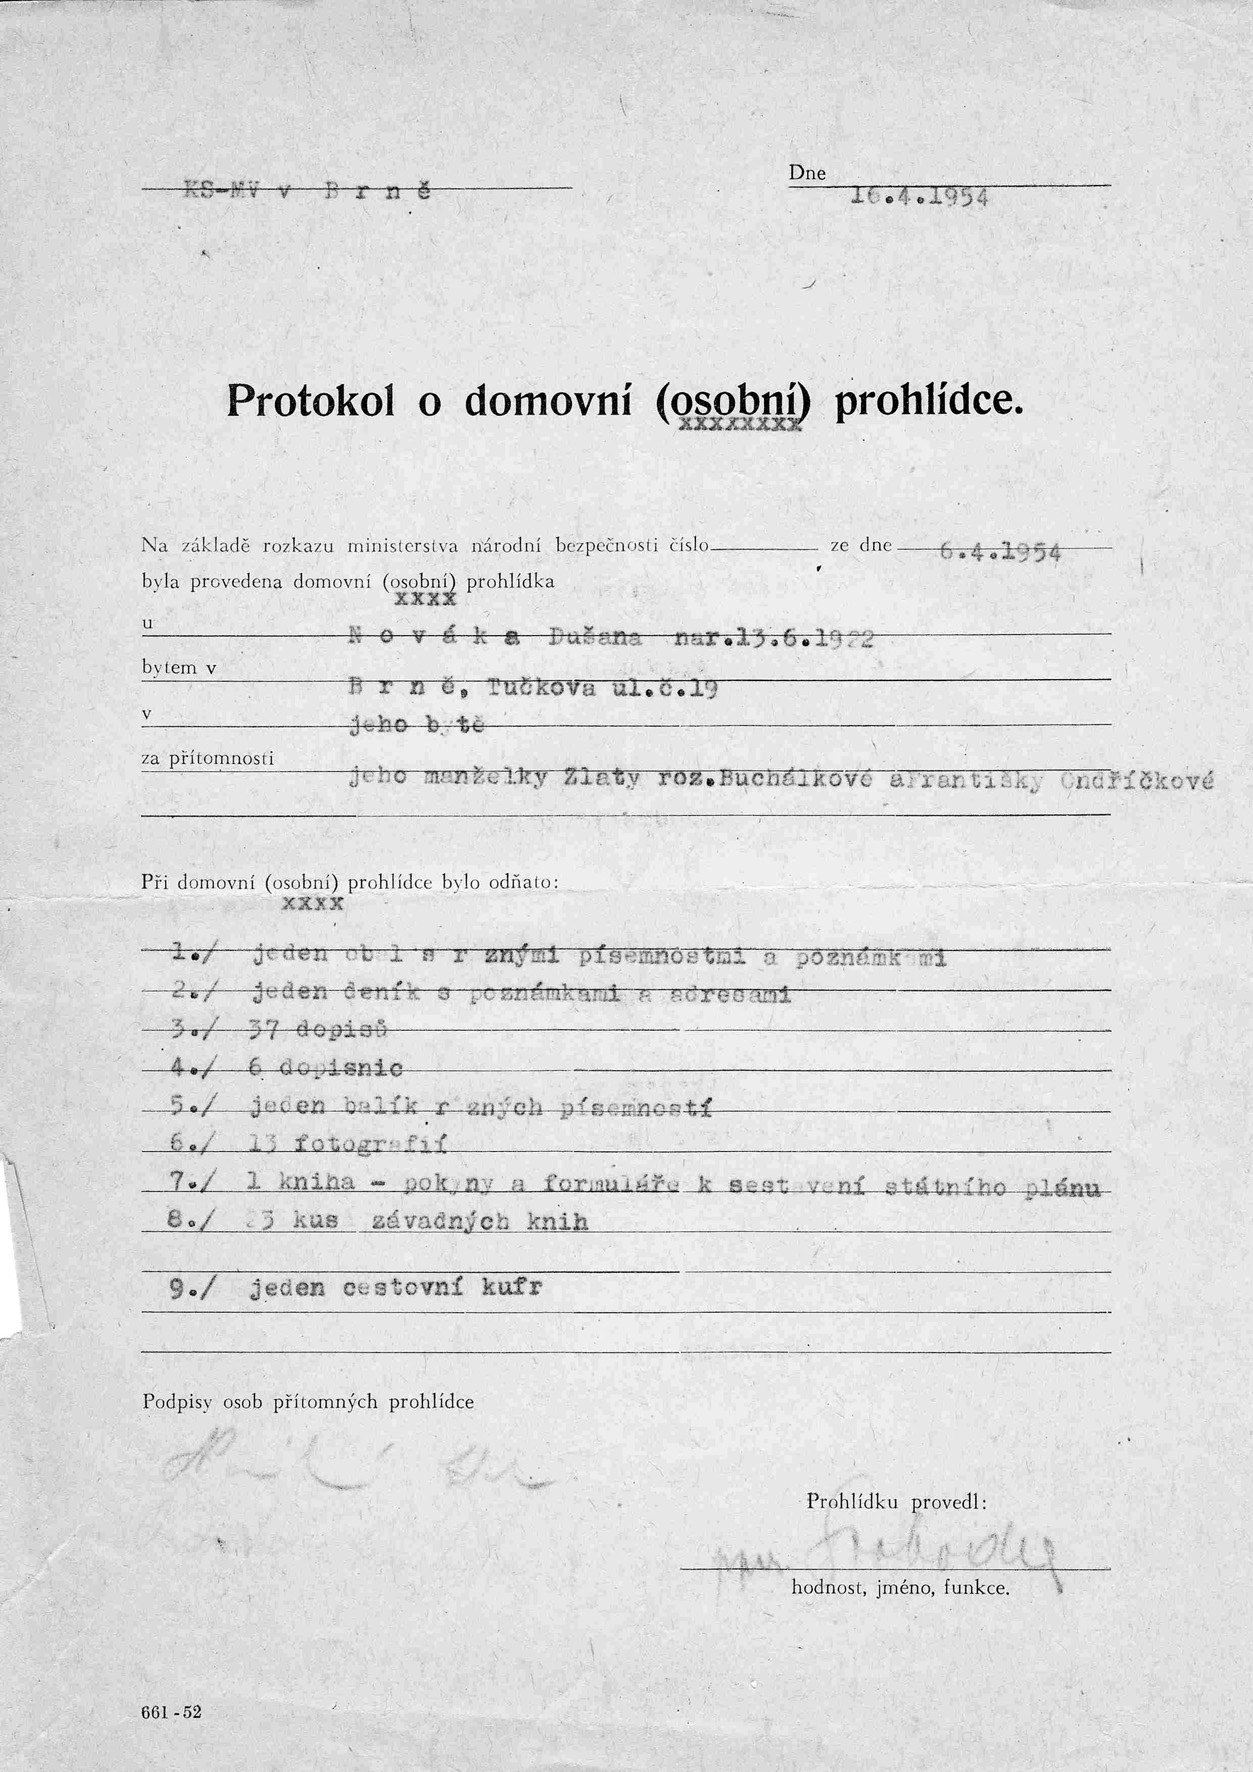 KS-MV v B r n ě
Dne 16.4.1954
Protokol o domovní (osobní) prohlídce.
xxxxxxxx
Na základě rozkazu ministerstva národní bezpečnosti číslo ze dne 6.4.1954
byla provedena domovní (osobní) prohlídka
xxxx
u N o v á k a Dušana nar.13.6.1922
bytem v B r n ě, Tučkova ul.č.19
v jeho bytě
za přítomnosti jeho manželky Zlaty roz.Buchálkové aFrantišky Ondříčkové
Při domovní (osobní) prohlídce bylo odňato:
xxxx
1./ jeden obal s různými písemnostmi a poznámkami
2./ jeden deník s poznámkami a adresami
3./ 37 dopisů
4./ 6 dopisnic
5./ jeden balík různých písemností
6./ 13 fotografií
7./ 1 kniha - pokyny a formuláře k sestavení státního plánu
8./ 23 kusů závadných knih
9./ jeden cestovní kufr
Podpisy osob přítomných prohlídce
Prohlídku provedl:
hodnost, jméno, funkce.
661-52